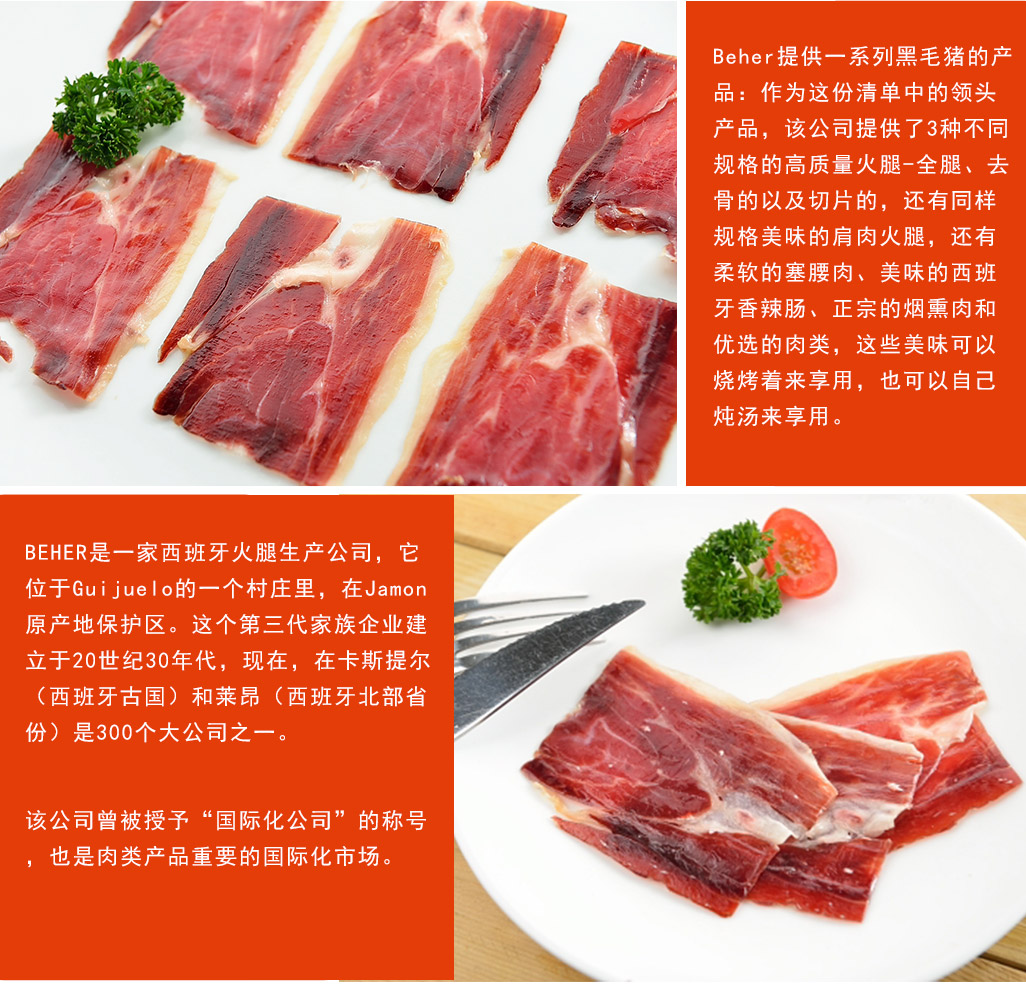 Beher提供一系列黑毛猪的产
品：作为这份清单中的领头
产品，该公司提供了3种不同
规格的高质量火腿-全腿、去
骨的以及切片的，还有同样
规格美味的肩肉火腿，还有
柔软的塞腰肉、美味的西班
牙香辣肠、正宗的烟熏肉和
优选的肉类，这些美味可以
烧烤着来享用，也可以自己
炖汤来享用。
BEHER是一家西班牙火腿生产公司，它
位于Guijuelo的一个村庄里，在Jamon
原产地保护区。这个第三代家族企业建
立于20世纪30年代，现在，在卡斯提尔
（西班牙古国）和莱昂（西班牙北部省
份）是300个大公司之一。
该公司曾被授予“国际化公司”的称号
，也是肉类产品重要的国际化市场。